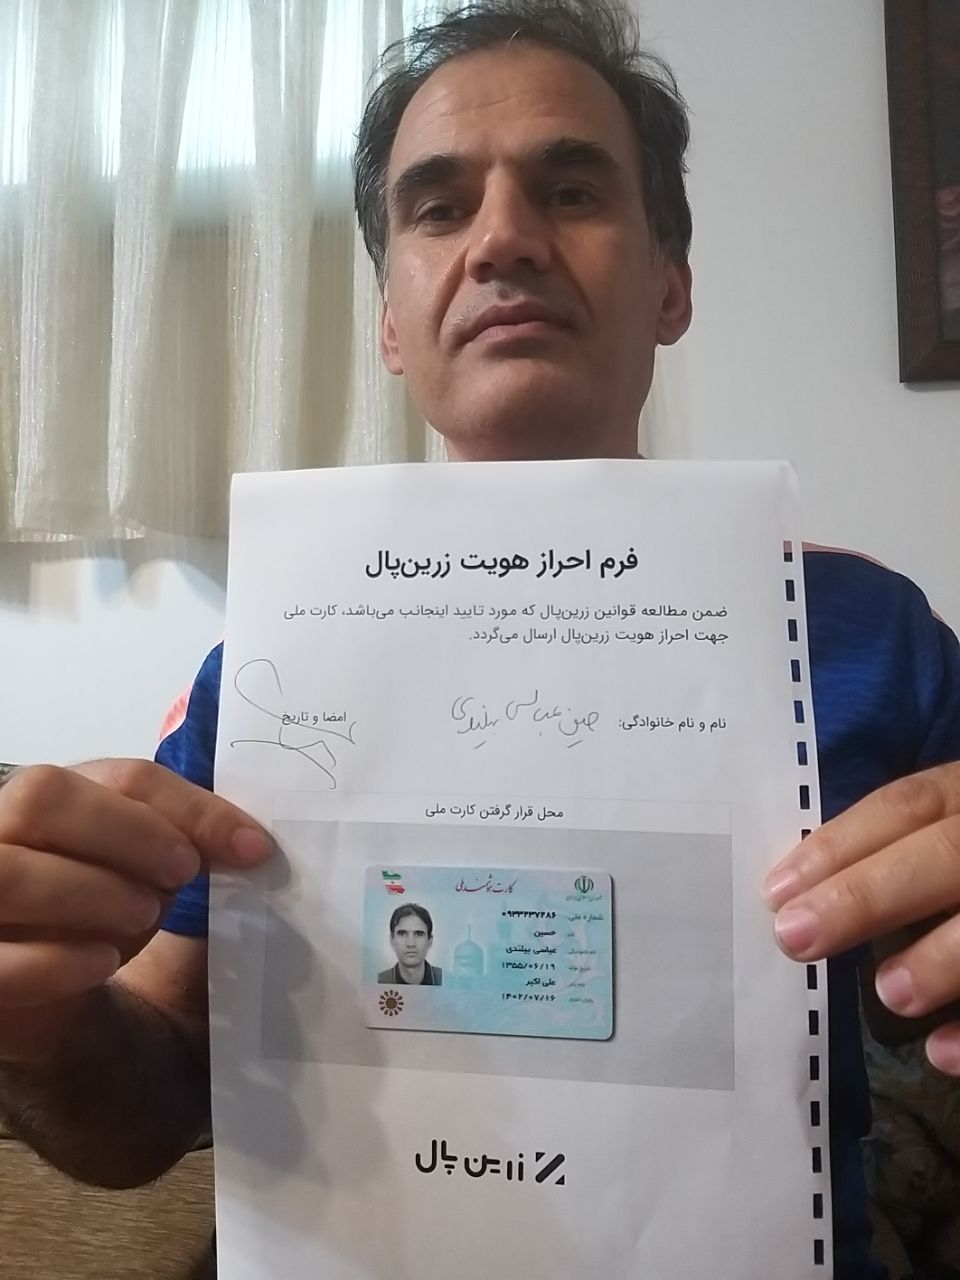 فرم احراز هویت زرین‌پال
ضمن مطالعه قوانین زرین‌پال که مورد تایید اینجانب می‌باشد، کارت ملی
جهت احراز هویت زرین‌پال ارسال می‌گردد.
نام و نام خانوادگی: حسین عباسی بیلندی
امضا و تاریخ
محل قرار گرفتن کارت ملی
کارت هوشمند ملی
شماره ملی: ۰۹۳۳۲۳۷۲۸۶
نام: حسین
نام خانوادگی: عباسی بیلندی
تاریخ تولد: ۱۳۵۵/۰۶/۱۹
نام پدر: علی اکبر
پایان اعتبار: ۱۴۰۲/۰۷/۱۶
زرین پال